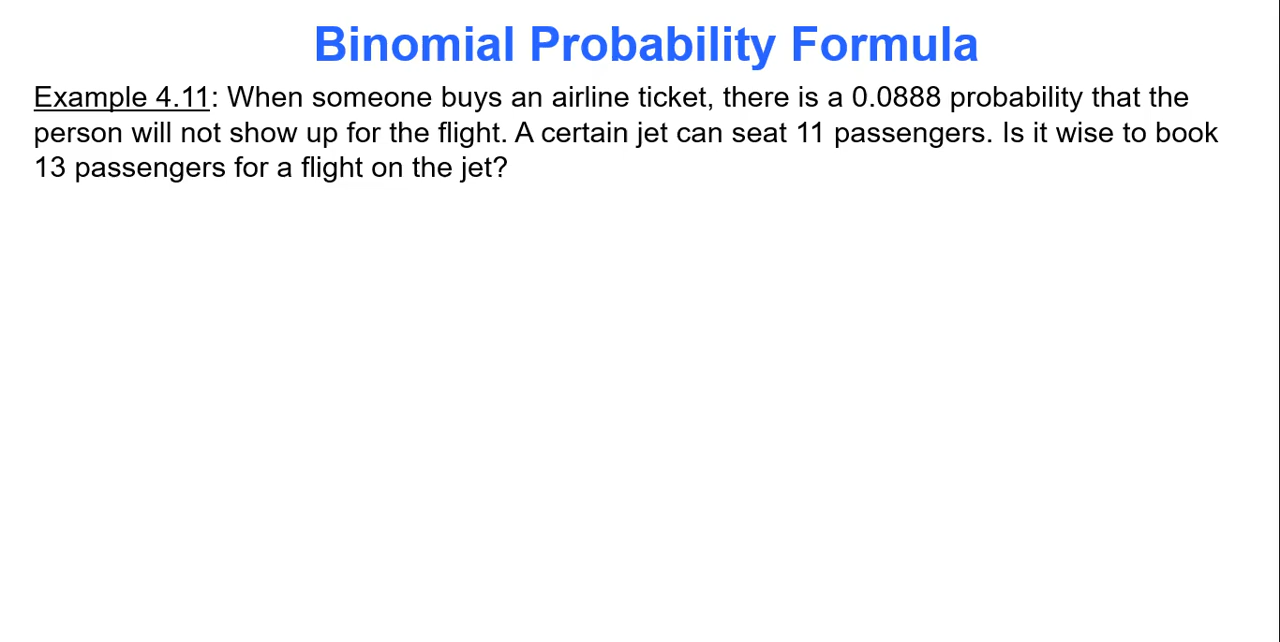 Binomial Probability Formula
Example 4.11: When someone buys an airline ticket, there is a 0.0888 probability that the
person will not show up for the flight. A certain jet can seat 11 passengers. Is it wise to book
13 passengers for a flight on the jet?